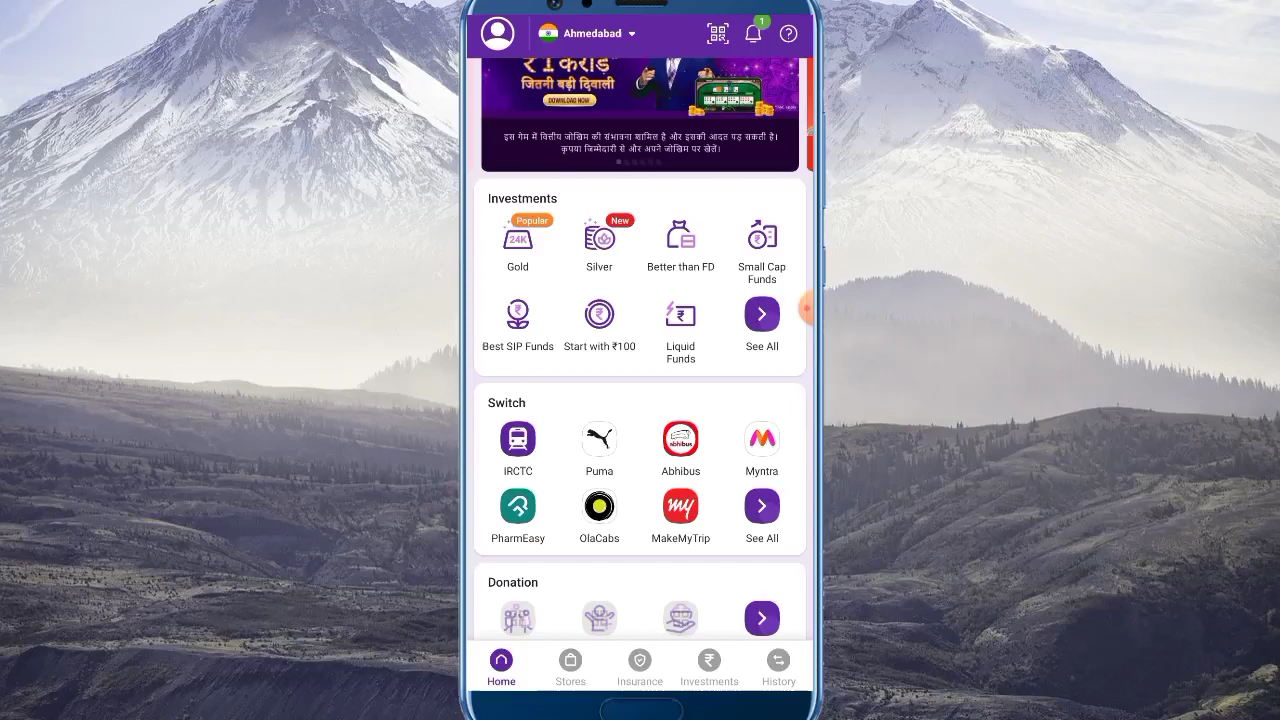 Ahmedabad
1
₹1 करोड़
जितनी बड़ी दिवाली
DOWNLOAD NOW
इस गेम में वित्तीय जोखिम की संभावना शामिल है और इसकी आदत पड़ सकती है।
कृपया जिम्मेदारी से और अपने जोखिम पर खेलें।
Investments
Popular
New
24K
Gold
Silver
Better than FD
Small Cap
Funds
Best SIP Funds
Start with ₹100
Liquid
Funds
See All
Switch
abhibus
my
IRCTC
Puma
Abhibus
Myntra
PharmEasy
OlaCabs
MakeMyTrip
See All
Donation
Home
Stores
Insurance
Investments
History